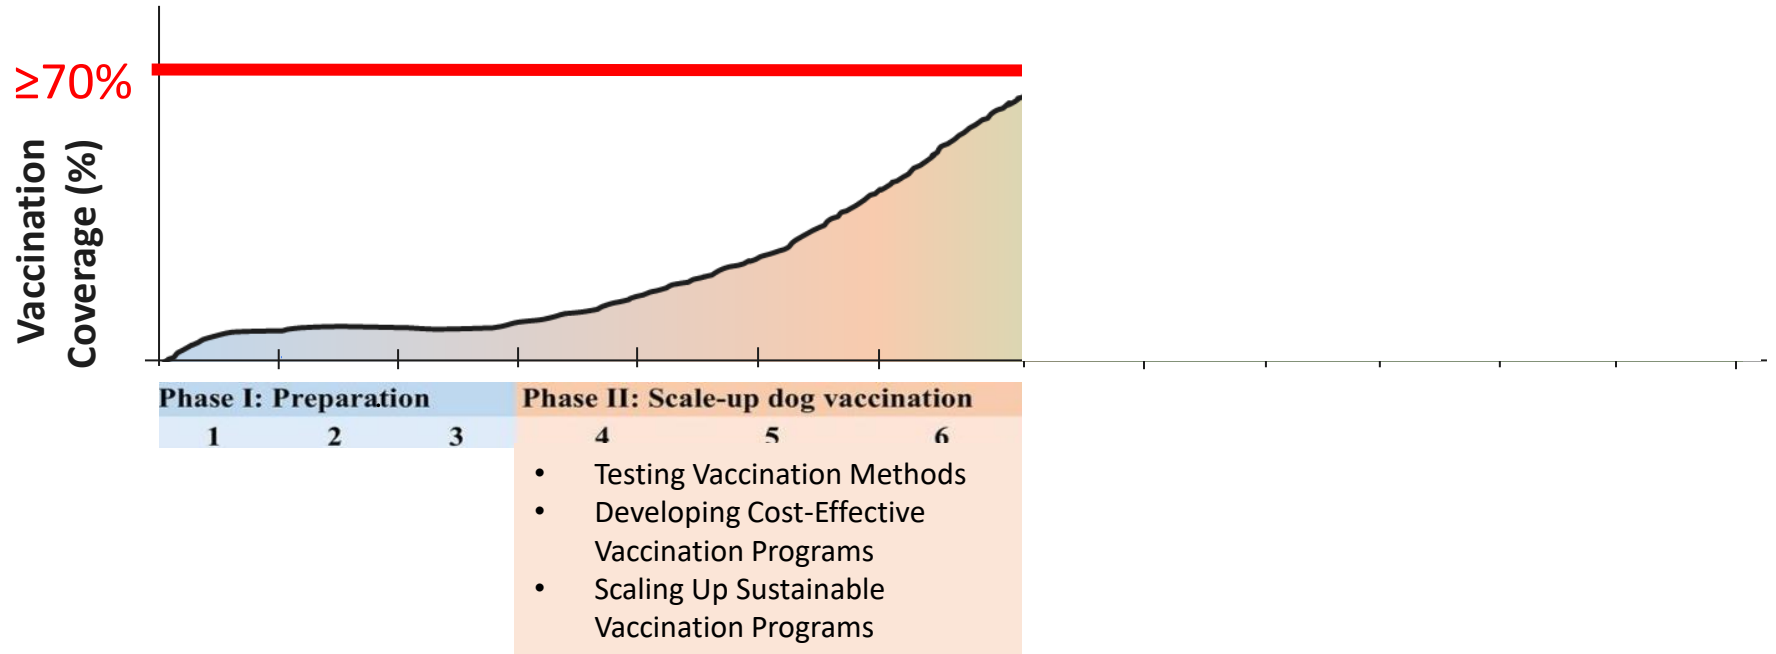 ≥70%
Vaccination
Coverage (%)
Phase I: Preparation
1 2 3
Phase II: Scale-up dog vaccination
4 5 6
• Testing Vaccination Methods
• Developing Cost-Effective
Vaccination Programs
• Scaling Up Sustainable
Vaccination Programs